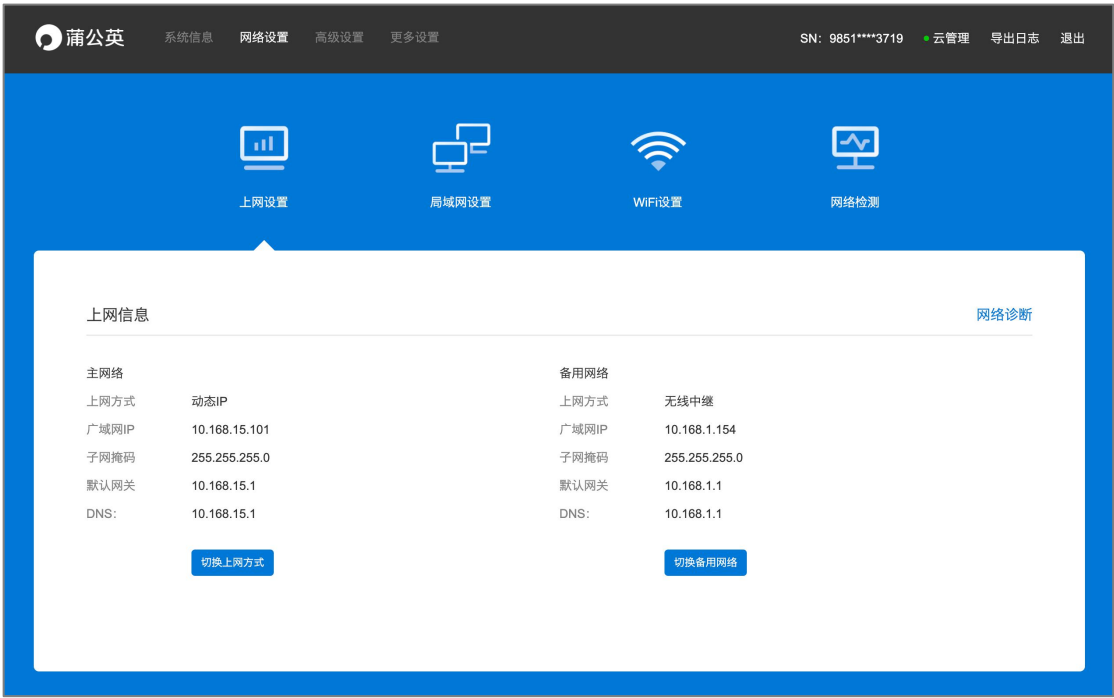 蒲公英 系统信息 网络设置 高级设置 更多设置 SN: 9851****3719 云管理 导出日志 退出
上网设置 局域网设置 WiFi设置 网络检测
上网信息 网络诊断
主网络 备用网络
上网方式 动态IP 上网方式 无线中继
广域网IP 10.168.15.101 广域网IP 10.168.1.154
子网掩码 255.255.255.0 子网掩码 255.255.255.0
默认网关 10.168.15.1 默认网关 10.168.1.1
DNS: 10.168.15.1 DNS: 10.168.1.1
切换上网方式 切换备用网络